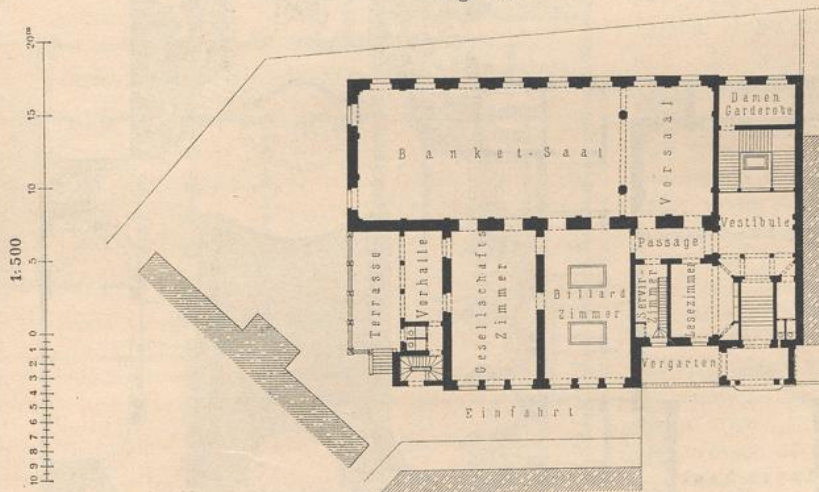 20m
15
10
5
0
1
2
3
4
5
6
7
8
9
10
1:500
Damen
Garderobe
Banket-Saal
Vorsaal
Vestibule
Passage
Terrasse
Vorhalle
Gesellschafts
Zimmer
Billard
Zimmer
Servir-
Zimmer
Lesezimmer
Vorgarten
Einfahrt